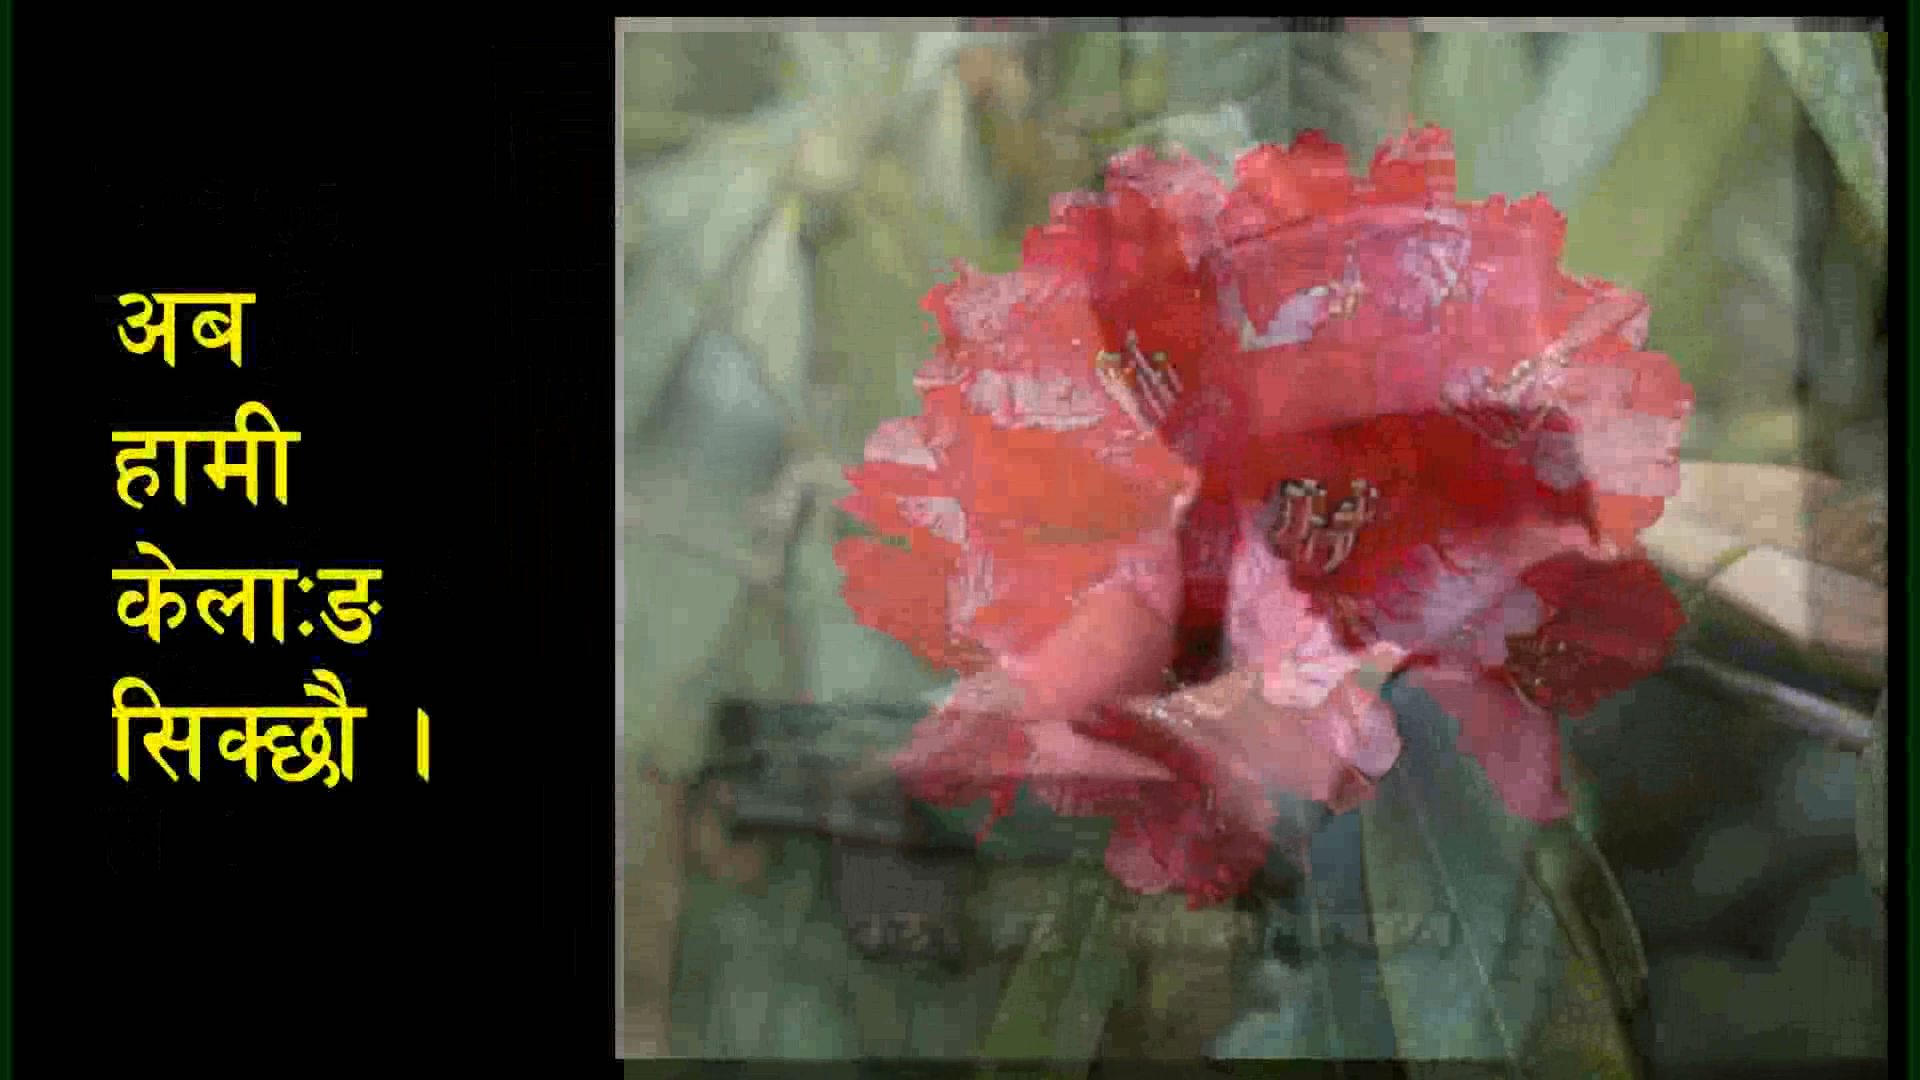 अब
हामी
केलाःङ
सिक्छौ ।